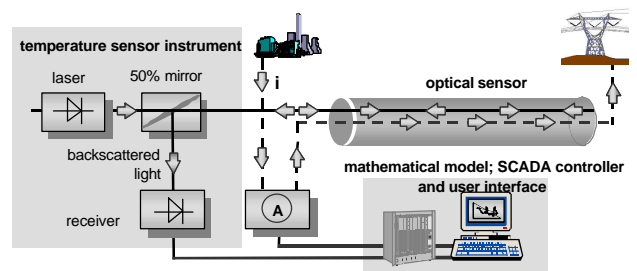 temperature sensor instrument
laser
50% mirror
i
optical sensor
backscattered
light
mathematical model; SCADA controller
and user interface
receiver
A